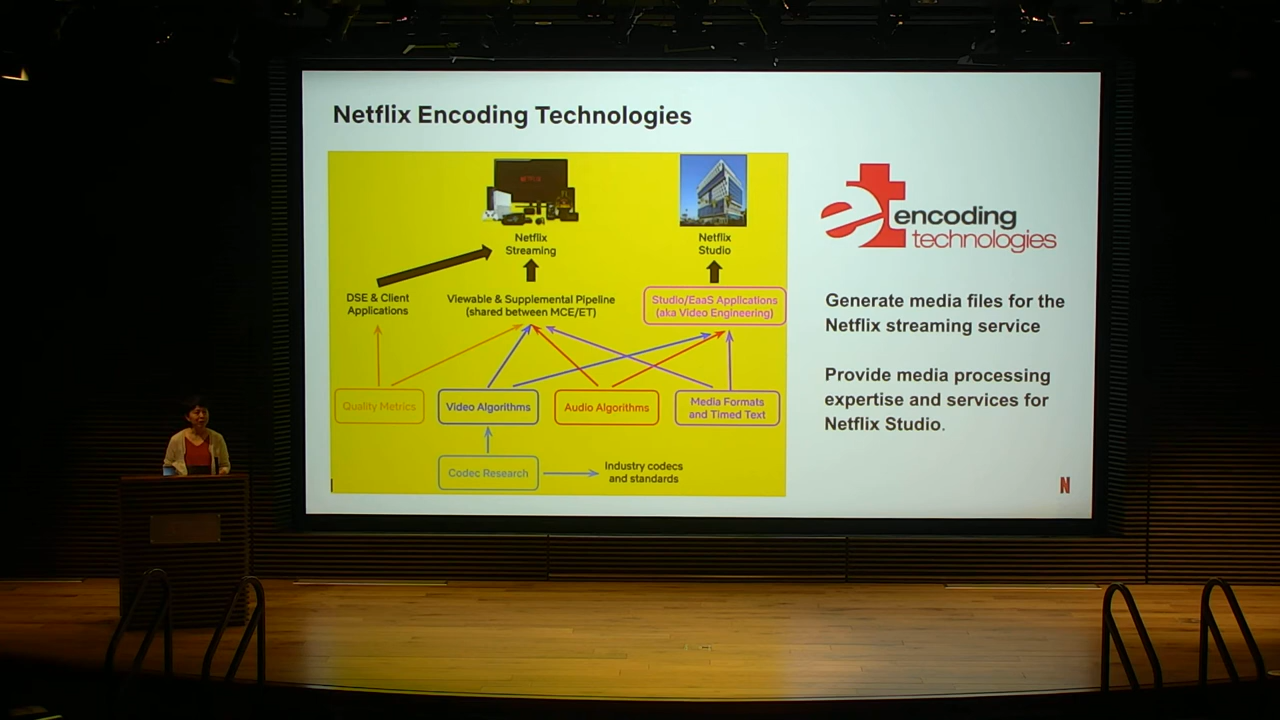 Netflix Encoding Technologies
NETFLIX
Netflix
Streaming
Netflix
Studio
DSE & Client
Applications
Viewable & Supplemental Pipeline
(shared between MCE/ET)
Studio/EaaS Applications
(aka Video Engineering)
Quality Metrics
Video Algorithms
Audio Algorithms
Media Formats
and Timed Text
Codec Research
Industry codecs
and standards
et encoding
technologies
Generate media files for the
Netflix streaming service
Provide media processing
expertise and services for
Netflix Studio.
N